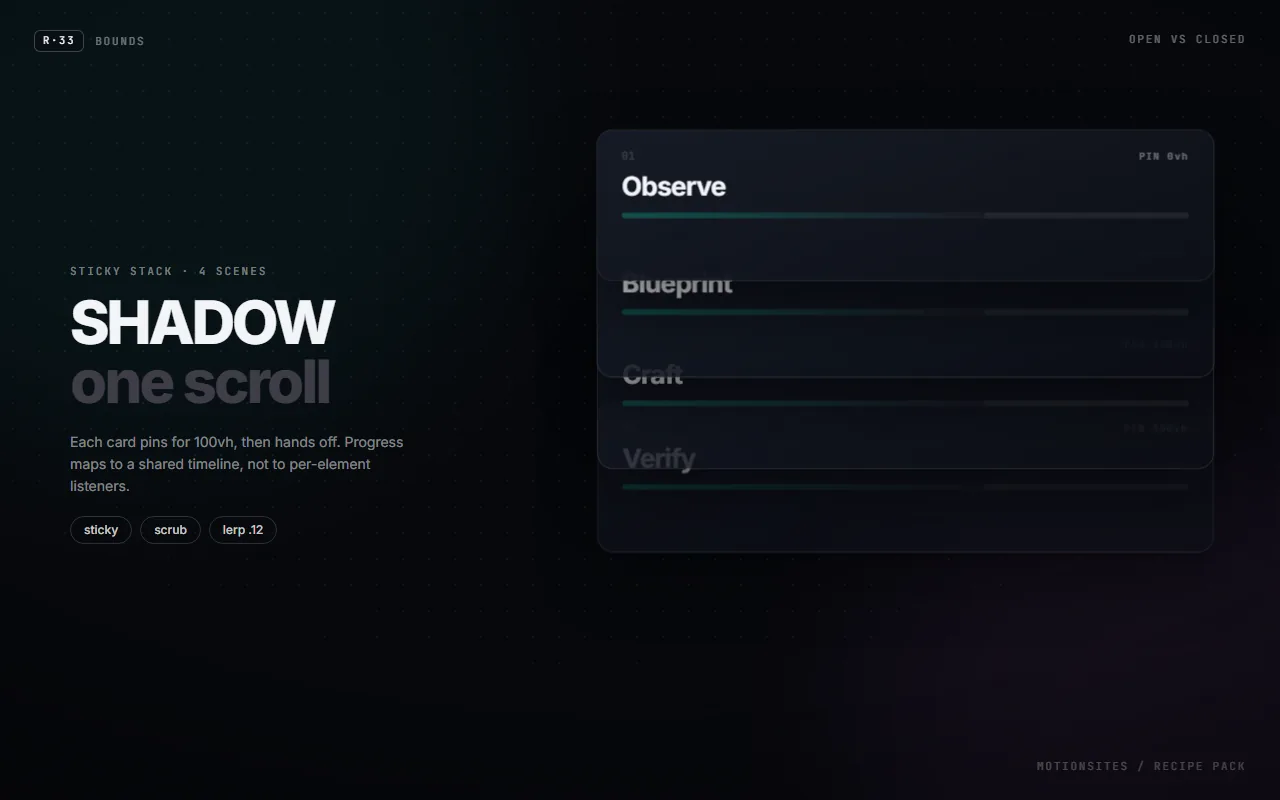 R·33 BOUNDS
OPEN VS CLOSED
STICKY STACK · 4 SCENES
SHADOW
one scroll
Each card pins for 100vh, then hands off. Progress
maps to a shared timeline, not to per-element
listeners.
sticky scrub lerp .12
01 PIN 0vh
Observe
Blueprint
Craft
Verify
MOTIONSITES / RECIPE PACK